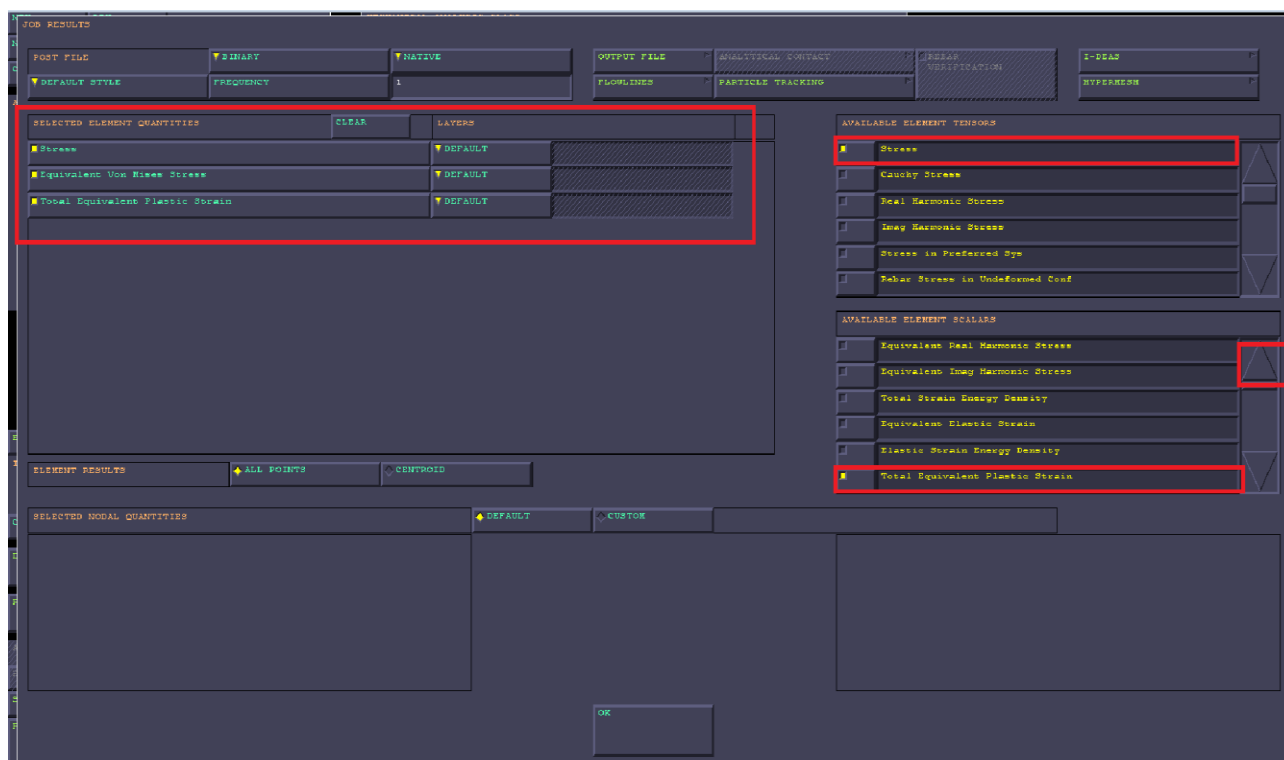 JOB RESULTS
POST FILE BINARY NATIVE OUTPUT FILE ANALYTICAL CONTACT REBAR VERIFICATION I-DEAS
DEFAULT STYLE FREQUENCY 1 FLOWLINES PARTICLE TRACKING HYPERMESH
SELECTED ELEMENT QUANTITIES CLEAR LAYERS
Stress DEFAULT
Equivalent Von Mises Stress DEFAULT
Total Equivalent Plastic Strain DEFAULT
AVAILABLE ELEMENT TENSORS
Stress
Cauchy Stress
Real Harmonic Stress
Imag Harmonic Stress
Stress in Preferred Sys
Rebar Stress in Undeformed Conf
AVAILABLE ELEMENT SCALARS
Equivalent Real Harmonic Stress
Equivalent Imag Harmonic Stress
Total Strain Energy Density
Equivalent Elastic Strain
Elastic Strain Energy Density
Total Equivalent Plastic Strain
ELEMENT RESULTS ALL POINTS CENTROID
SELECTED NODAL QUANTITIES DEFAULT CUSTOM
OK